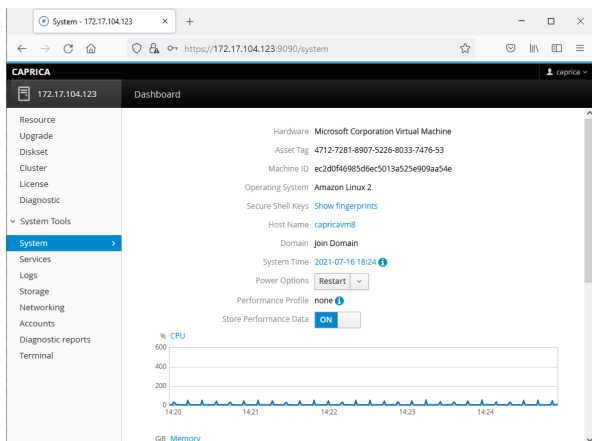 System - 172.17.104.123
https://172.17.104.123:9090/system
CAPRICA
caprica
172.17.104.123
Dashboard
Resource
Upgrade
Diskset
Cluster
License
Diagnostic
System Tools
System
Services
Logs
Storage
Networking
Accounts
Diagnostic reports
Terminal
Hardware Microsoft Corporation Virtual Machine
Asset Tag 4712-7281-8907-5226-8033-7476-53
Machine ID ec2d0f46985d6ec5013a525e909aa54e
Operating System Amazon Linux 2
Secure Shell Keys Show fingerprints
Host Name capricavm8
Domain Join Domain
System Time 2021-07-16 18:24
Power Options Restart
Performance Profile none
Store Performance Data ON
% CPU
600
400
200
0
14:20 14:21 14:22 14:23 14:24
GiB Memory